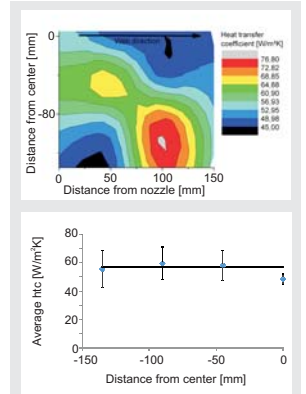 Heat transfer
coefficient [W/m²K]
76.80
72.82
68.85
64.88
60.90
56.93
52.95
48.98
45.00
Distance from center [mm]
0
-80
0 50 100 150
Distance from nozzle [mm]
Average htc [W/m²K]
80
60
40
20
0
-150 -100 -50 0
Distance from center [mm]